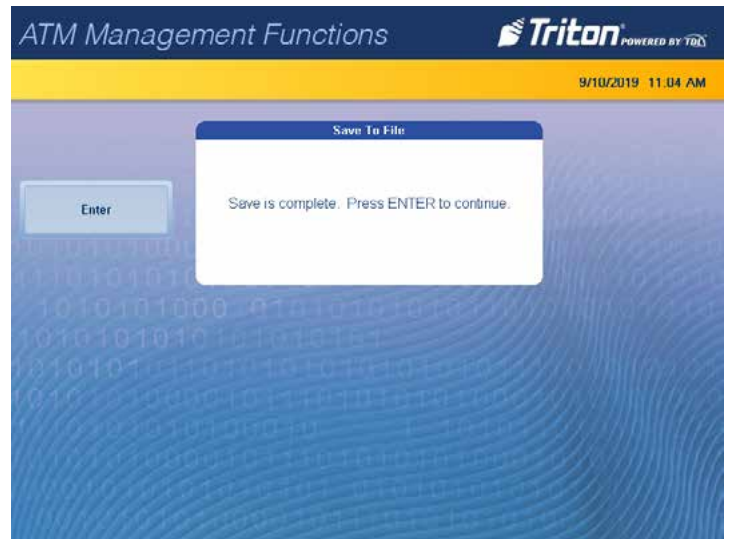 ATM Management Functions
Triton POWERED BY TDL
9/10/2019 11:04 AM
Save To File
Enter
Save is complete. Press ENTER to continue.